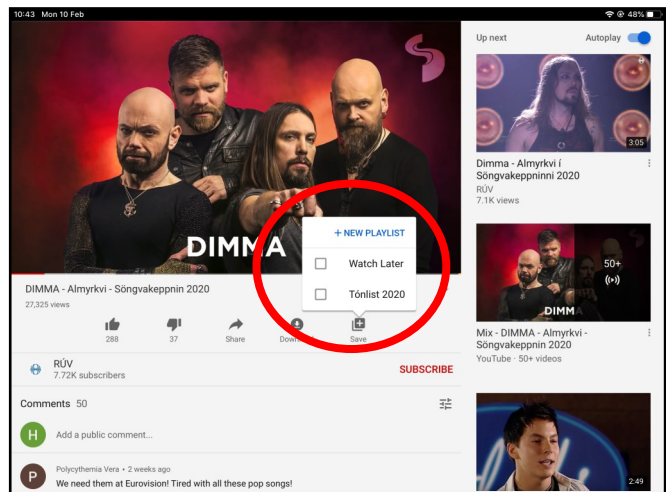 10:43 Mon 10 Feb
48%
DIMMA
+ NEW PLAYLIST
Watch Later
Tónlist 2020
DIMMA - Almyrkvi - Söngvakeppnin 2020
27,325 views
288
37
Share
Save
RÚV
7.72K subscribers
SUBSCRIBE
Comments 50
H
Add a public comment...
P
Polycythemia Vera • 2 weeks ago
We need them at Eurovision! Tired with all these pop songs!
Up next
Autoplay
3:05
Dimma - Almyrkvi í
Söngvakeppninni 2020
RÚV
7.1K views
50+
DIMM
Mix - DIMMA - Almyrkvi -
Söngvakeppnin 2020
YouTube · 50+ videos
2:49